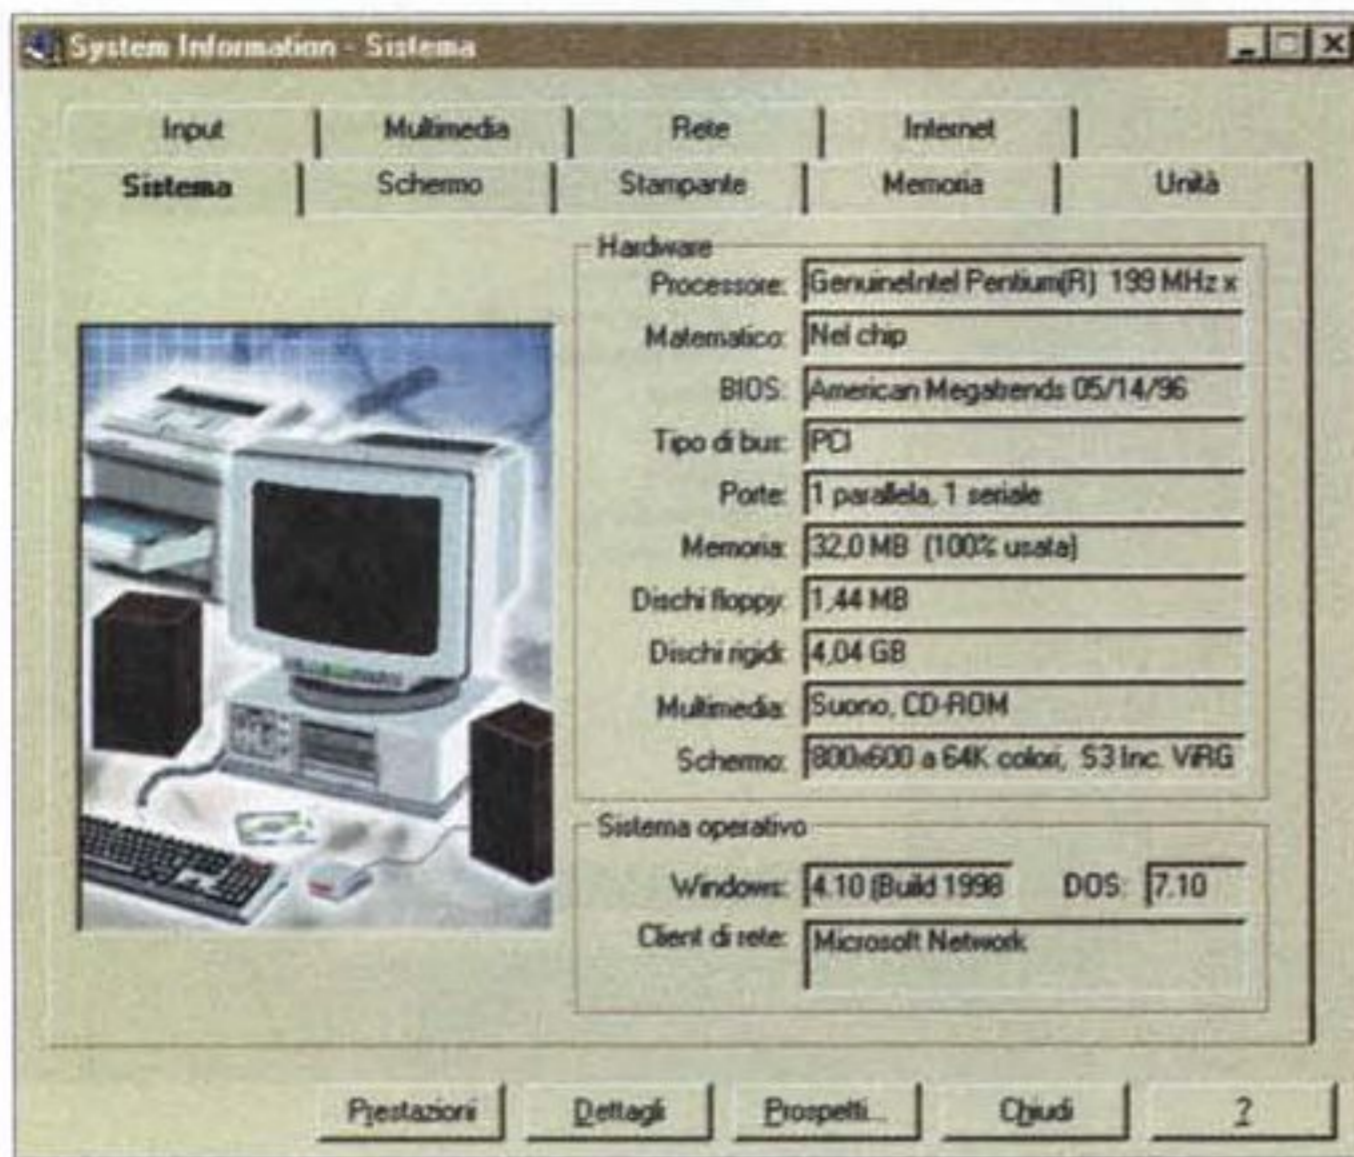 System Information - Sistema
Input Multimedia Rete Internet
Sistema Schermo Stampante Memoria Unità
Hardware
Processore: GenuineIntel Pentium(R) 199 MHz x
Matematico: Nel chip
BIOS: American Megatrends 05/14/96
Tipo di bus: PCI
Porte: 1 parallela, 1 seriale
Memoria: 32,0 MB (100% usata)
Dischi floppy: 1,44 MB
Dischi rigidi: 4,04 GB
Multimedia: Suono, CD-ROM
Schermo: 800x600 a 64K colori, S3 Inc. ViRG
Sistema operativo
Windows: 4.10 (Build 1998 DOS: 7.10
Client di rete: Microsoft Network
Prestazioni Dettagli Prospetti... Chiudi ?